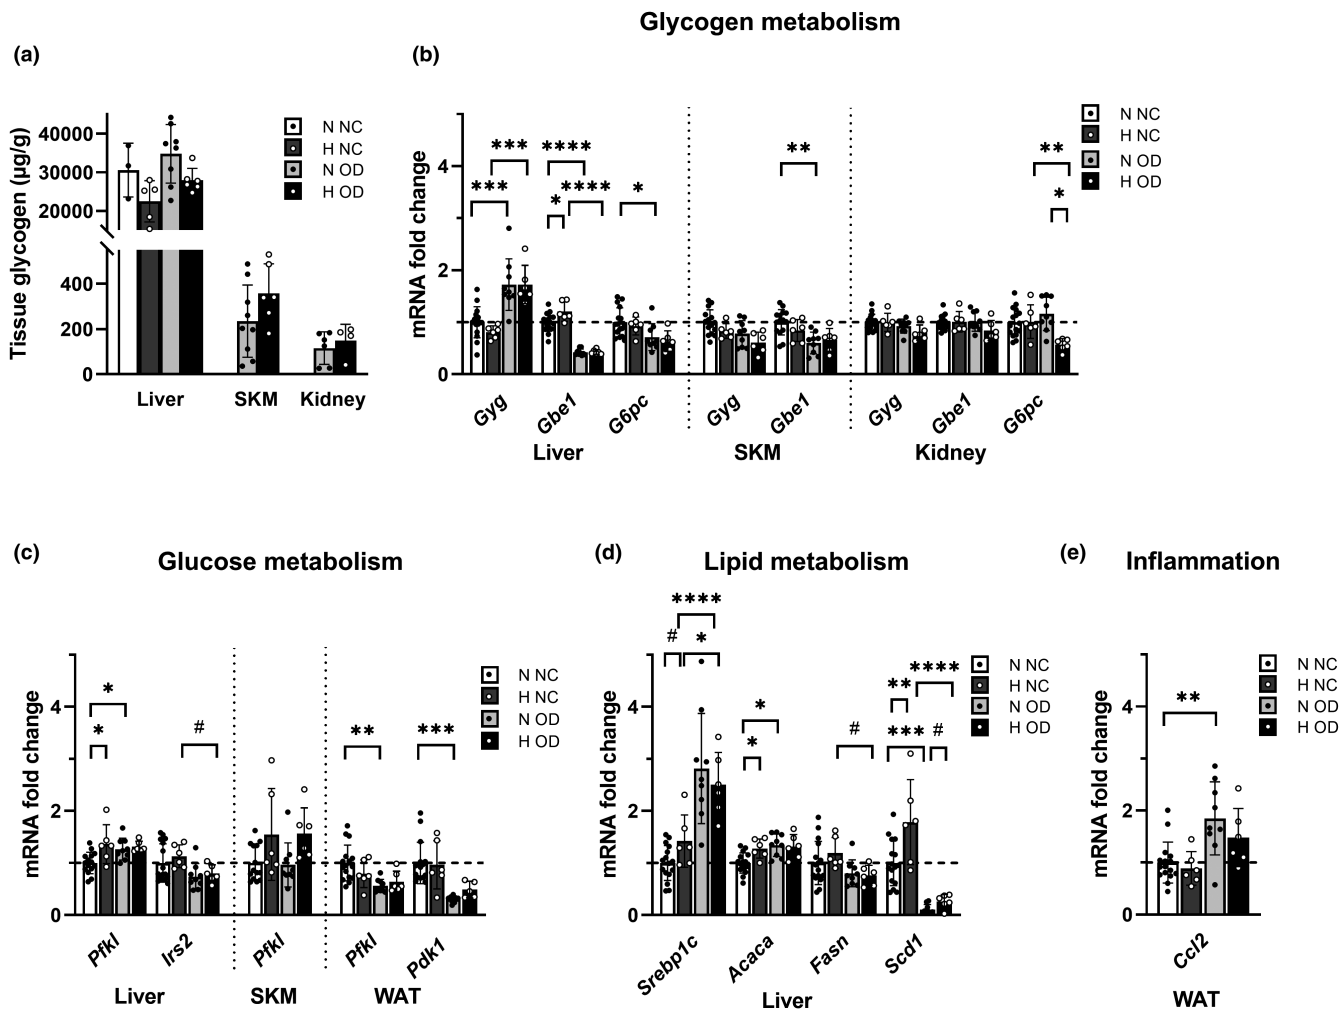 Glycogen metabolism
(a)
(b)
N NC
H NC
N OD
H OD
Tissue glycogen (µg/g)
40000
30000
20000
400
200
0
Liver
SKM
Kidney
N NC
H NC
N OD
H OD
mRNA fold change
4
2
0
*** *** **** * **** * ** ** *
Gyg Gbe1 G6pc Gyg Gbe1 Gyg Gbe1 G6pc
Liver SKM Kidney
(c)
Glucose metabolism
N NC
H NC
N OD
H OD
mRNA fold change
4
2
0
* * # ** ***
Pfkl Irs2 Pfkl Pfkl Pdk1
Liver SKM WAT
(d)
Lipid metabolism
N NC
H NC
N OD
H OD
mRNA fold change
4
2
0
**** # * * * # **** ** *** #
Srebp1c Acaca Fasn Scd1
Liver
(e)
Inflammation
N NC
H NC
N OD
H OD
mRNA fold change
4
2
0
**
Ccl2
WAT